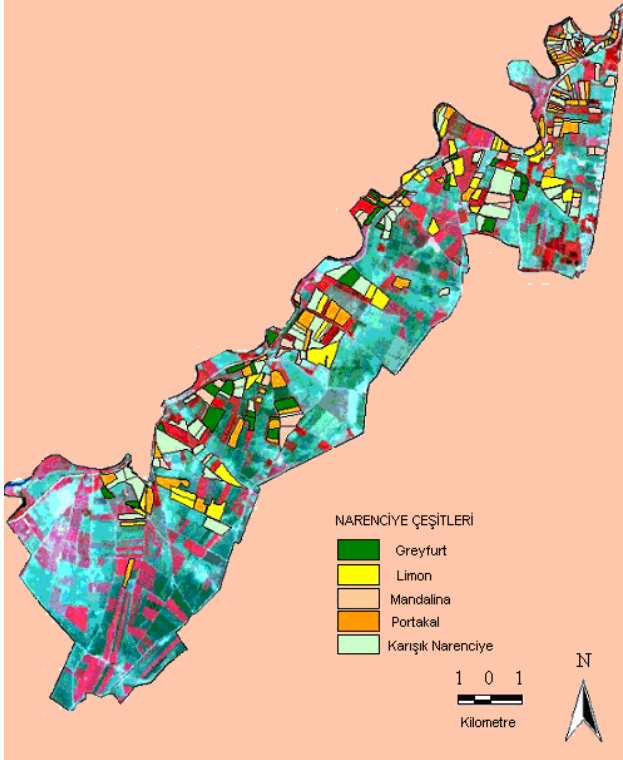 NARENCİYE ÇEŞİTLERİ
Greyfurt
Limon
Mandalina
Portakal
Karışık Narenciye
1 0 1
Kilometre
N